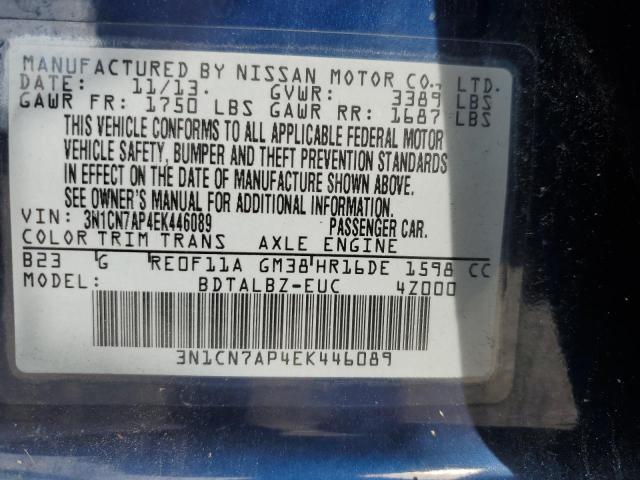 MANUFACTURED BY NISSAN MOTOR CO., LTD.
DATE: 11/13. GVWR: 3389 LBS
GAWR FR: 1750 LBS GAWR RR: 1687 LBS
THIS VEHICLE CONFORMS TO ALL APPLICABLE FEDERAL MOTOR
VEHICLE SAFETY, BUMPER AND THEFT PREVENTION STANDARDS
IN EFFECT ON THE DATE OF MANUFACTURE SHOWN ABOVE.
SEE OWNER'S MANUAL FOR ADDITIONAL INFORMATION.
VIN: 3N1CN7AP4EK446089 PASSENGER CAR.
COLOR TRIM TRANS AXLE ENGINE
B23 G RE0F11A GM38 HR16DE 1598 CC
MODEL: BDTALBZ-EUC 4Z000
3N1CN7AP4EK446089